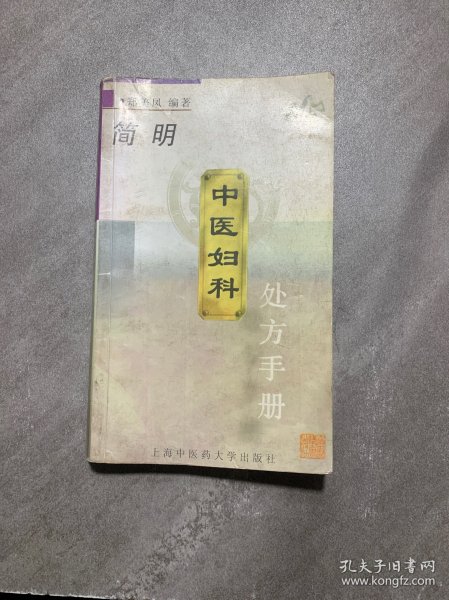 凤 编著
简明
中医妇科
处方手册
上海中医药大学出版社
孔夫子旧书网
www.kongfz.com